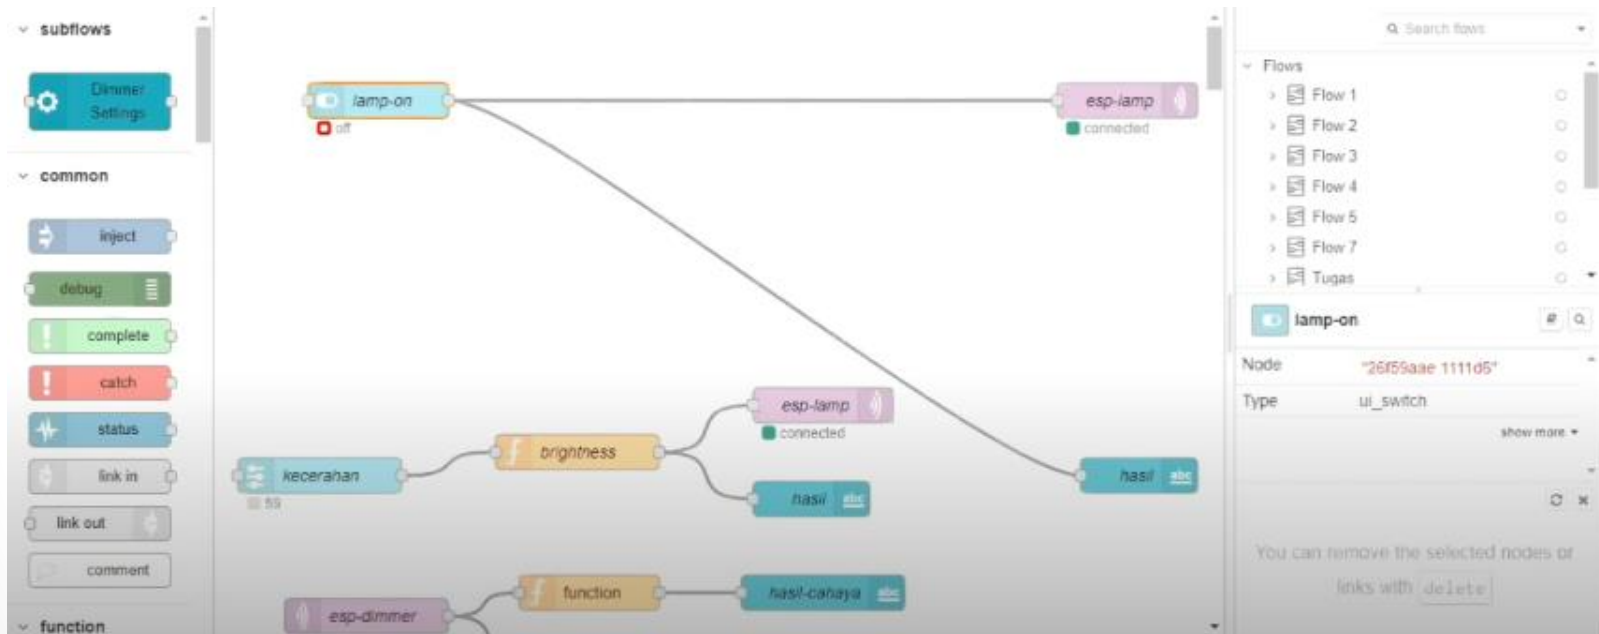 subflows
Dimmer
Settings
common
inject
debug
complete
catch
status
link in
link out
comment
function
lamp-on
off
esp-lamp
connected
esp-lamp
connected
brightness
kecerahan
59
hasil
hasil
function
hasil-cahaya
esp-dimmer
Search flows
Flows
Flow 1
Flow 2
Flow 3
Flow 4
Flow 5
Flow 7
Tugas
lamp-on
Node "26f59aae 1111d5"
Type ui_switch
show more
You can remove the selected nodes or
links with delete